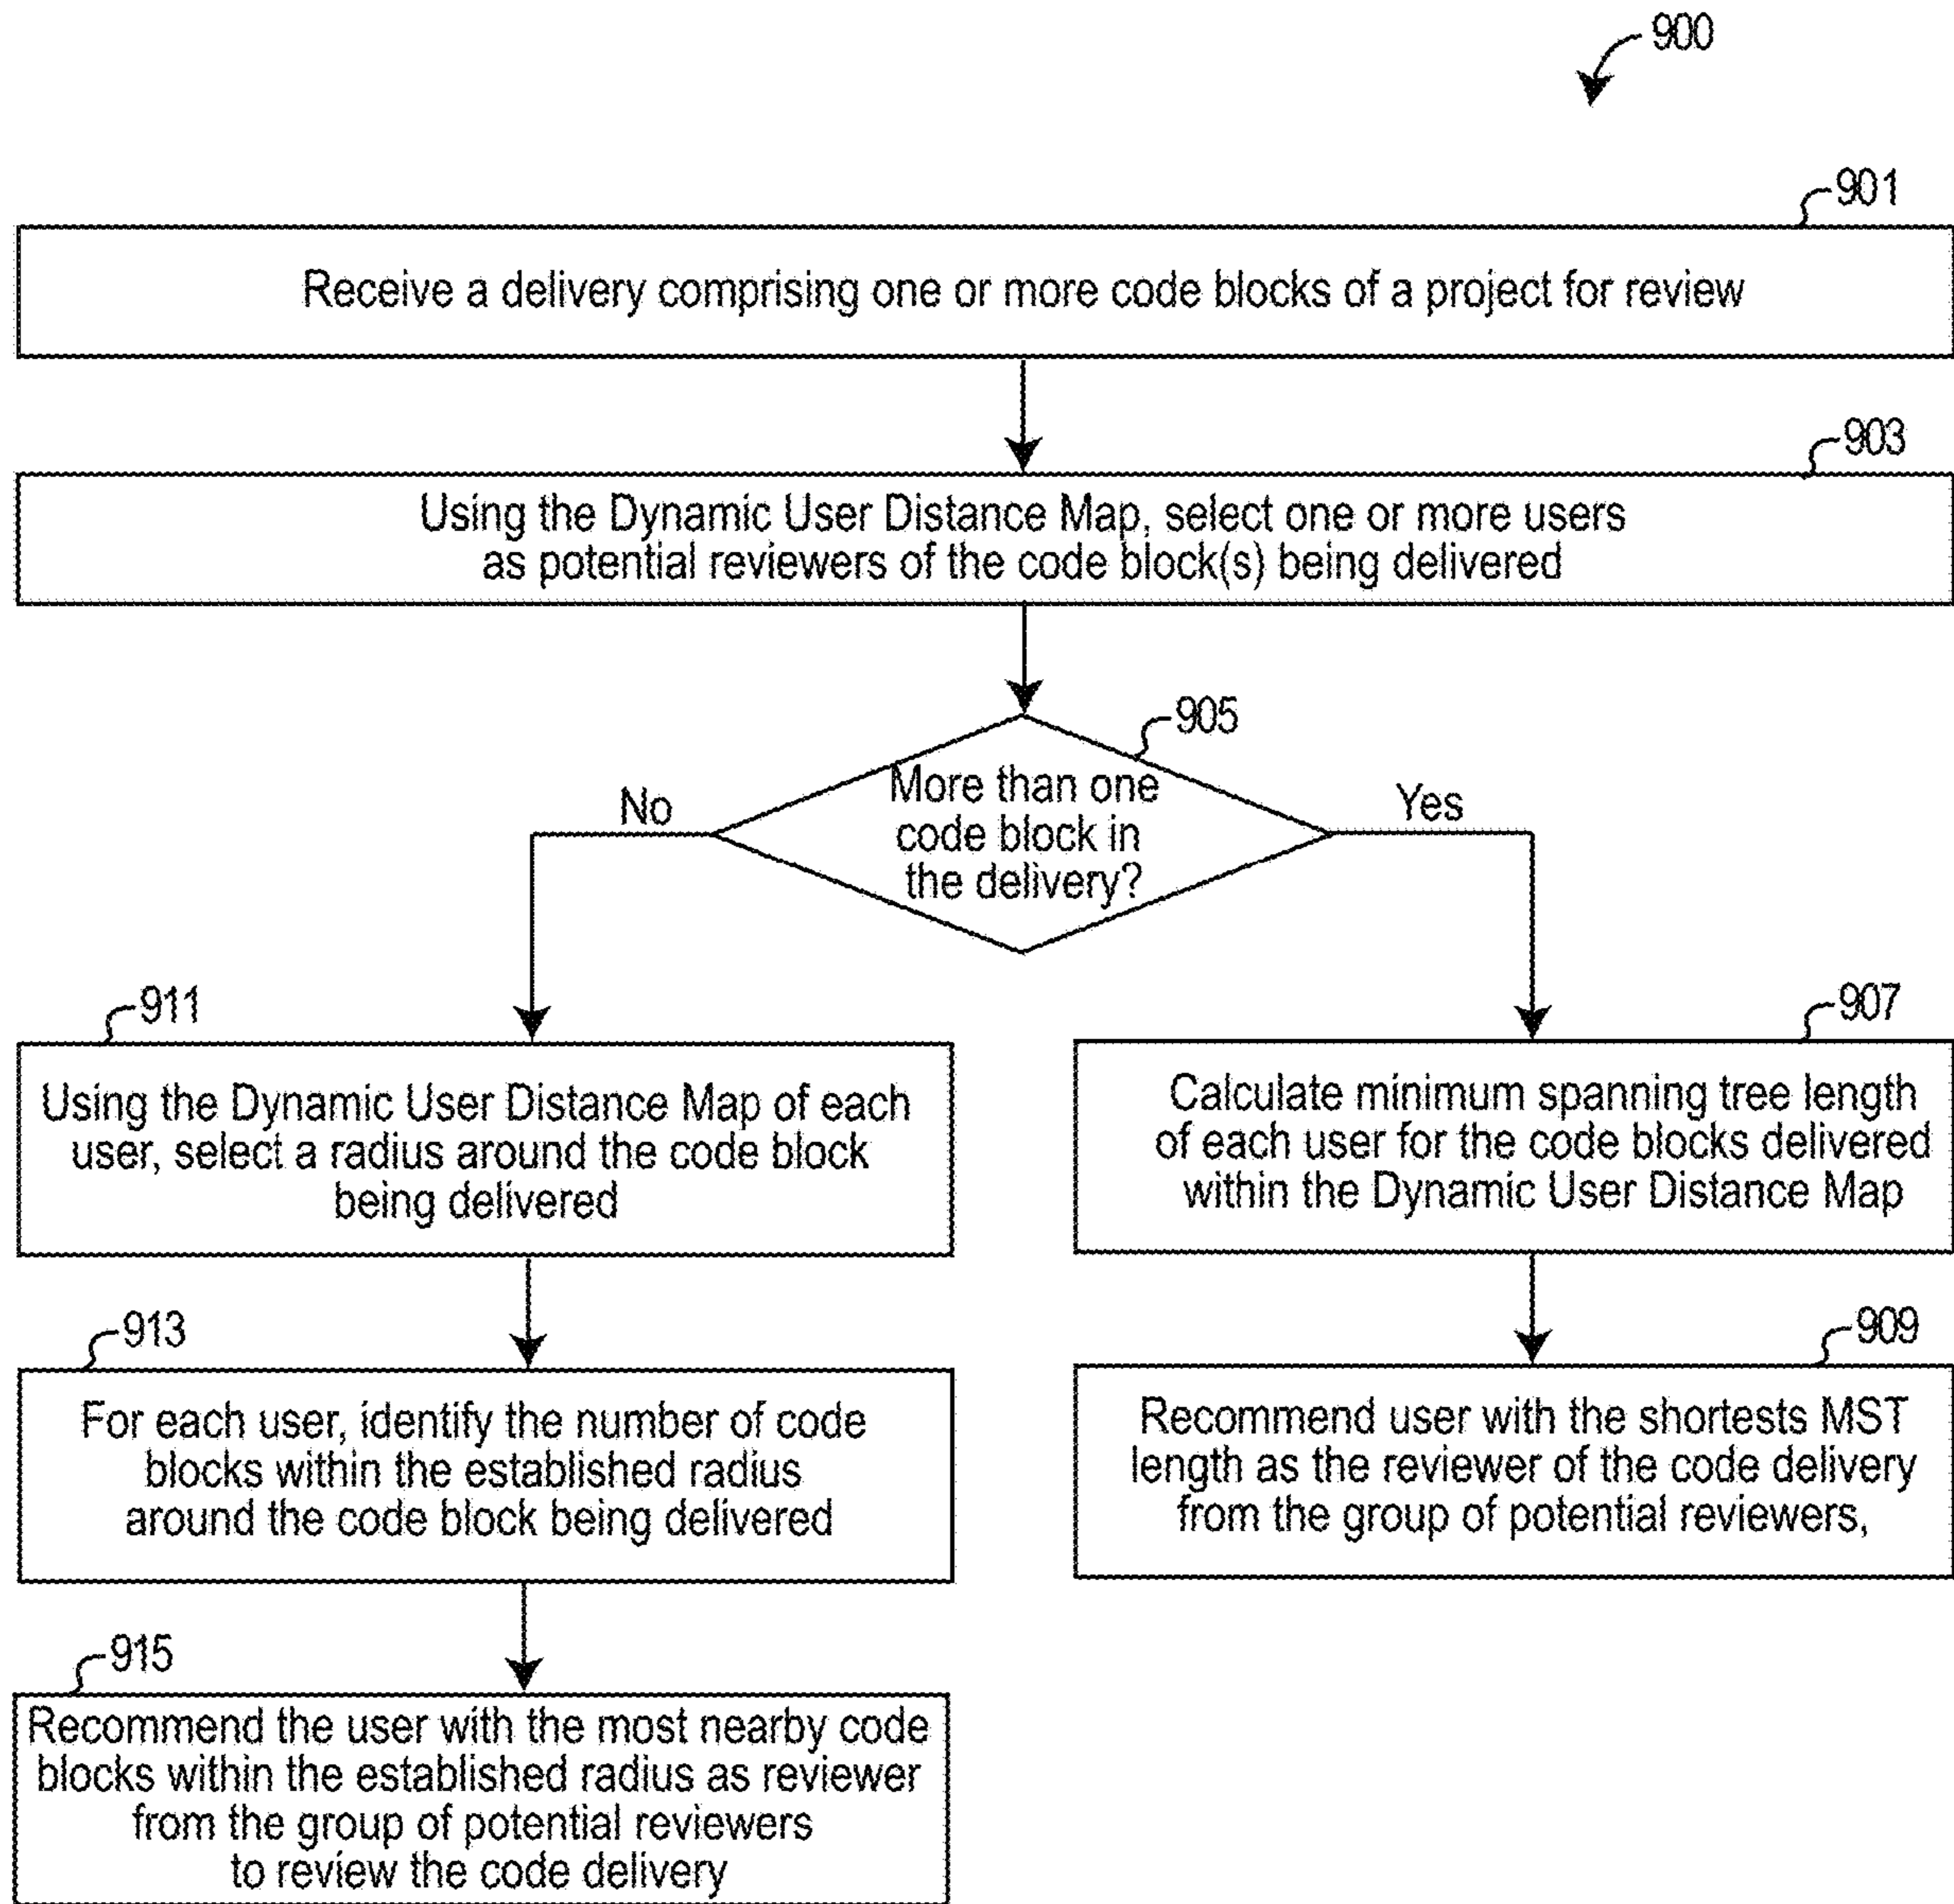 900
901
Receive a delivery comprising one or more code blocks of a project for review
903
Using the Dynamic User Distance Map, select one or more users
as potential reviewers of the code block(s) being delivered
905
More than one
code block in
the delivery?
No
Yes
911
Using the Dynamic User Distance Map of each
user, select a radius around the code block
being delivered
907
Calculate minimum spanning tree length
of each user for the code blocks delivered
within the Dynamic User Distance Map
913
For each user, identify the number of code
blocks within the established radius
around the code block being delivered
909
Recommend user with the shortests MST
length as the reviewer of the code delivery
from the group of potential reviewers,
915
Recommend the user with the most nearby code
blocks within the established radius as reviewer
from the group of potential reviewers
to review the code delivery